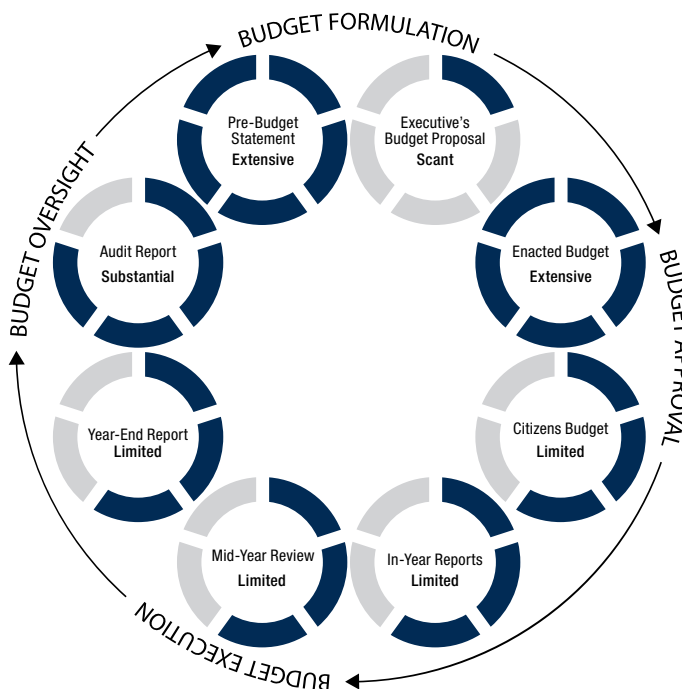 BUDGET FORMULATION
Pre-Budget
Statement
Extensive
Executive's
Budget Proposal
Scant
Enacted Budget
Extensive
BUDGET APPROVAL
Citizens Budget
Limited
In-Year Reports
Limited
Mid-Year Review
Limited
BUDGET EXECUTION
Year-End Report
Limited
Audit Report
Substantial
BUDGET OVERSIGHT